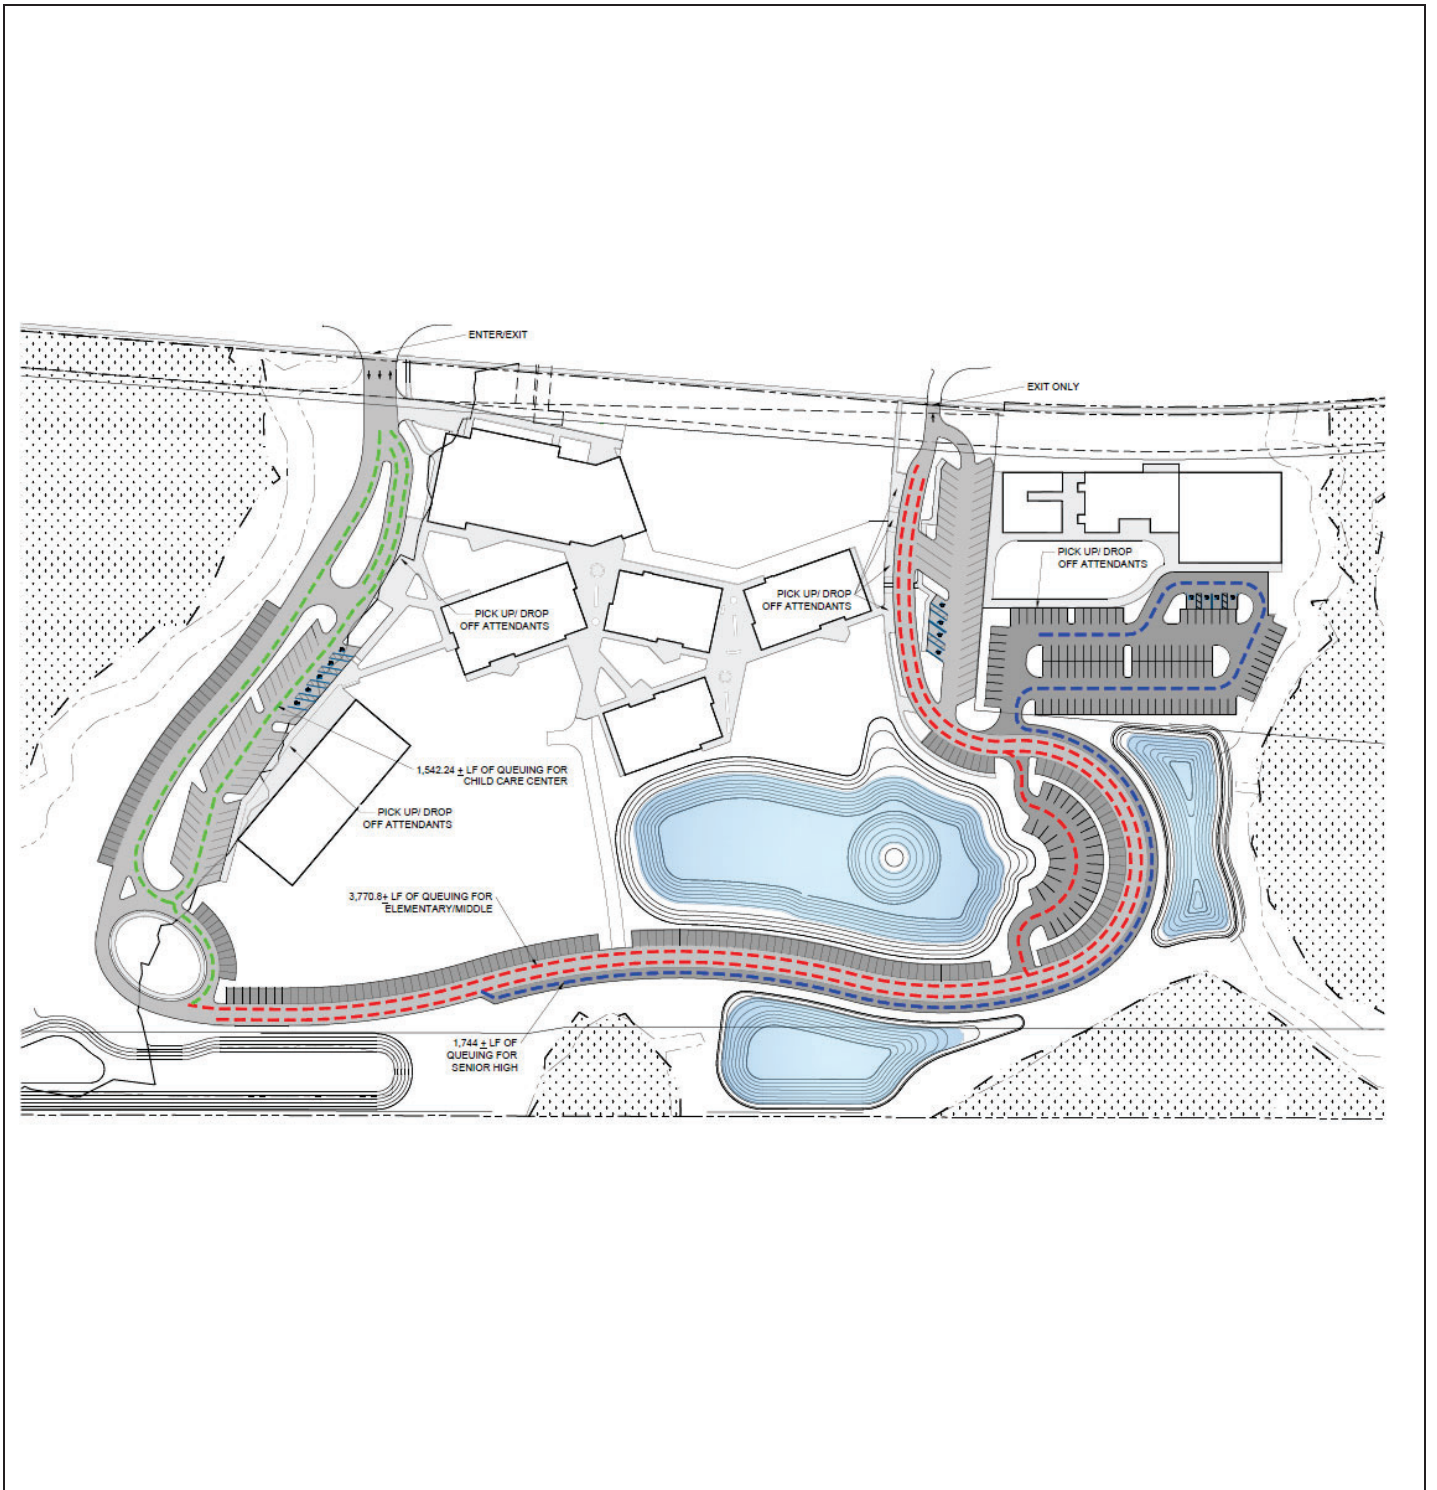 ENTER/EXIT
EXIT ONLY
PICK UP/ DROP
OFF ATTENDANTS
PICK UP/ DROP
OFF ATTENDANTS
PICK UP/ DROP
OFF ATTENDANTS
1,542.24 ± LF OF QUEUING FOR
CHILD CARE CENTER
PICK UP/ DROP
OFF ATTENDANTS
3,770.8± LF OF QUEUING FOR
ELEMENTARY/MIDDLE
1,744 ± LF OF
QUEUING FOR
SENIOR HIGH